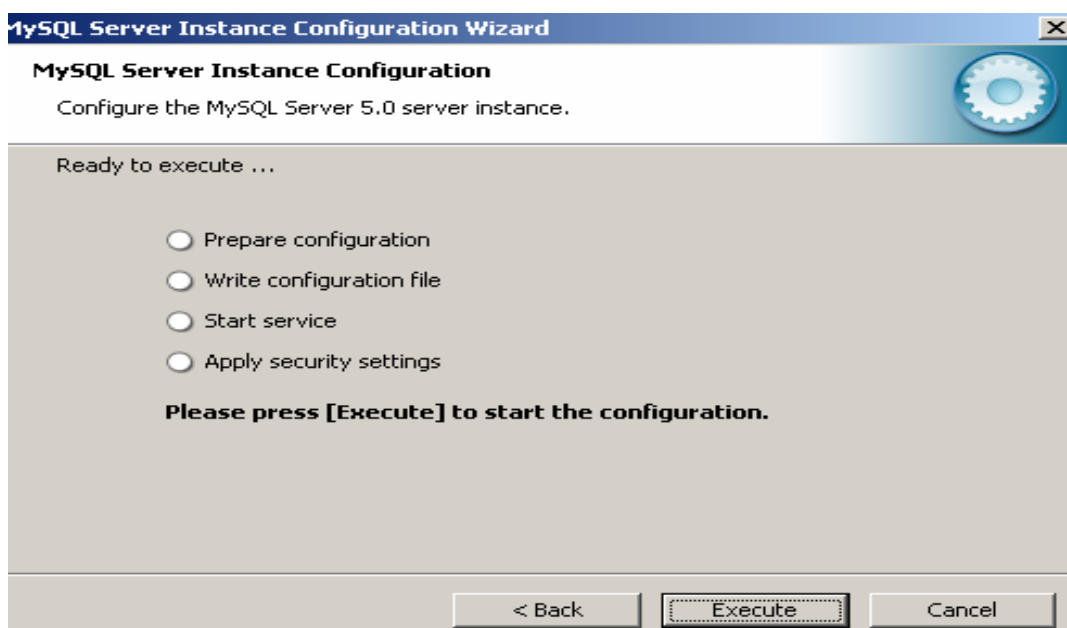 MySQL Server Instance Configuration Wizard
MySQL Server Instance Configuration
Configure the MySQL Server 5.0 server instance.
Ready to execute ...
Prepare configuration
Write configuration file
Start service
Apply security settings
Please press [Execute] to start the configuration.
< Back
Execute
Cancel